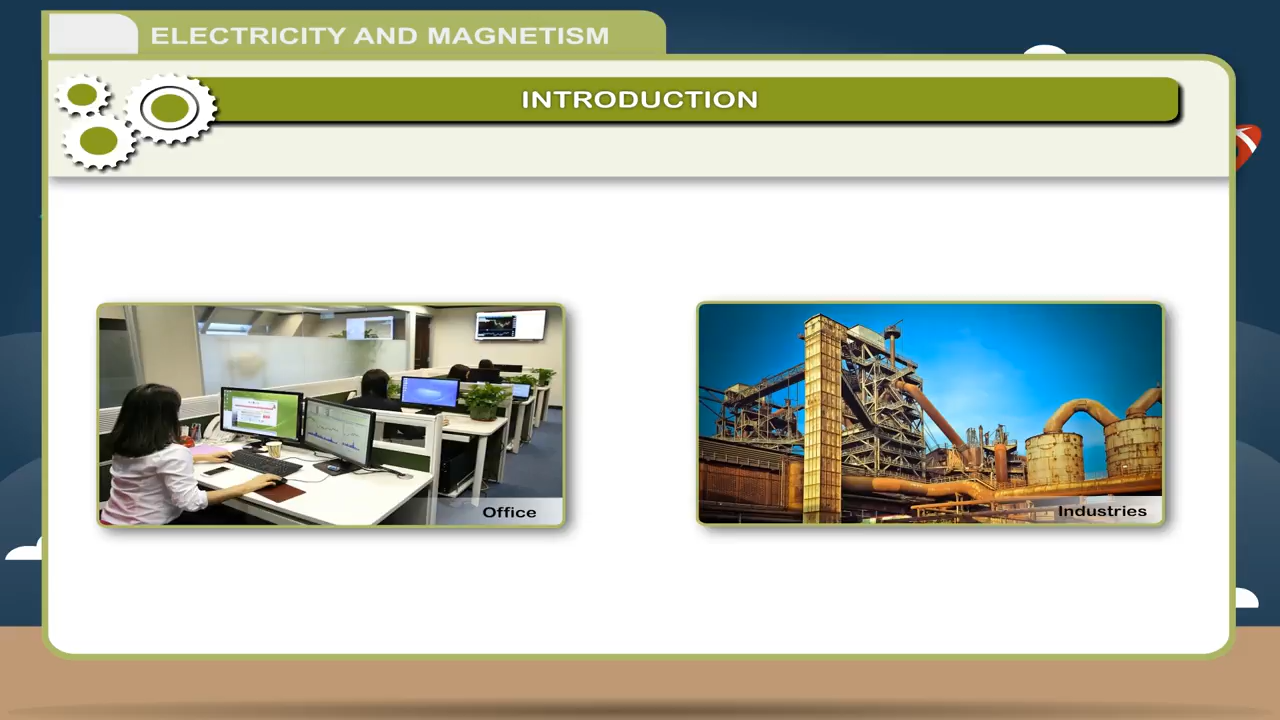 ELECTRICITY AND MAGNETISM
INTRODUCTION
Office
Industries